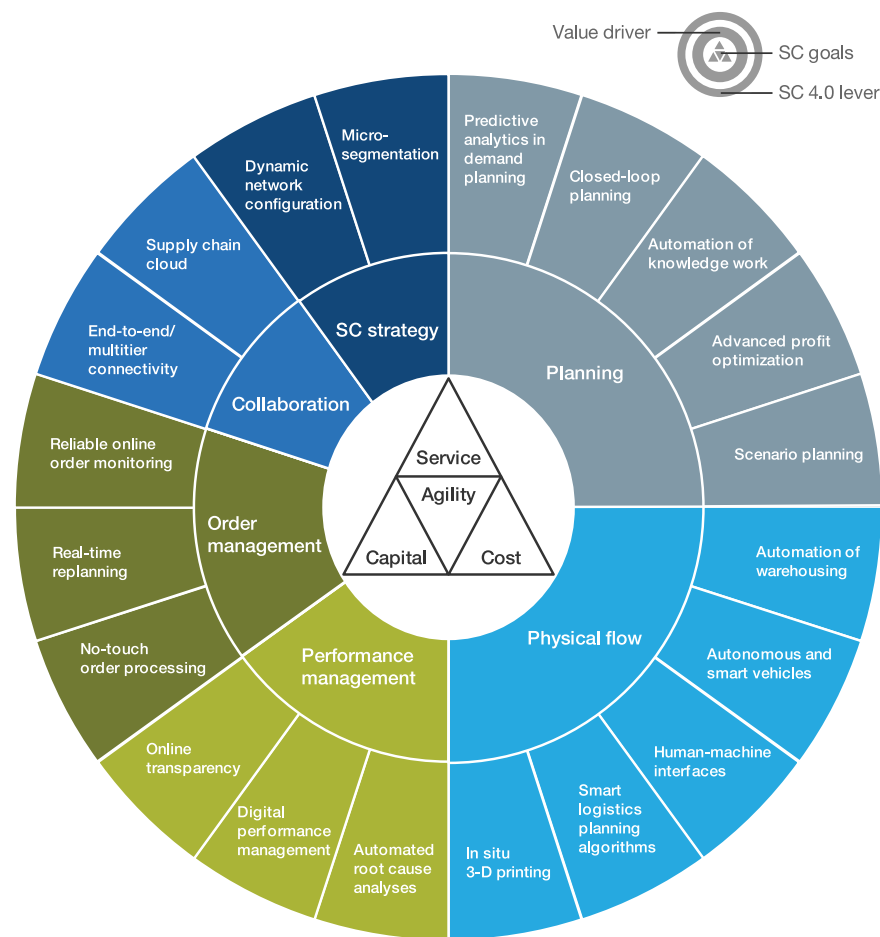 Value driver
SC goals
SC 4.0 lever
Micro-
segmentation
Predictive
analytics in
demand
planning
Closed-loop
planning
Automation of
knowledge work
Advanced profit
optimization
Scenario planning
Planning
Automation of
warehousing
Autonomous and
smart vehicles
Human-machine
interfaces
Smart
logistics
planning
algorithms
In situ
3-D printing
Physical flow
Automated
root cause
analyses
Digital
performance
management
Online
transparency
Performance
management
No-touch
order processing
Real-time
replanning
Reliable online
order monitoring
Order
management
End-to-end/
multitier
connectivity
Supply chain
cloud
Collaboration
Dynamic
network
configuration
SC strategy
Service
Agility
Capital
Cost